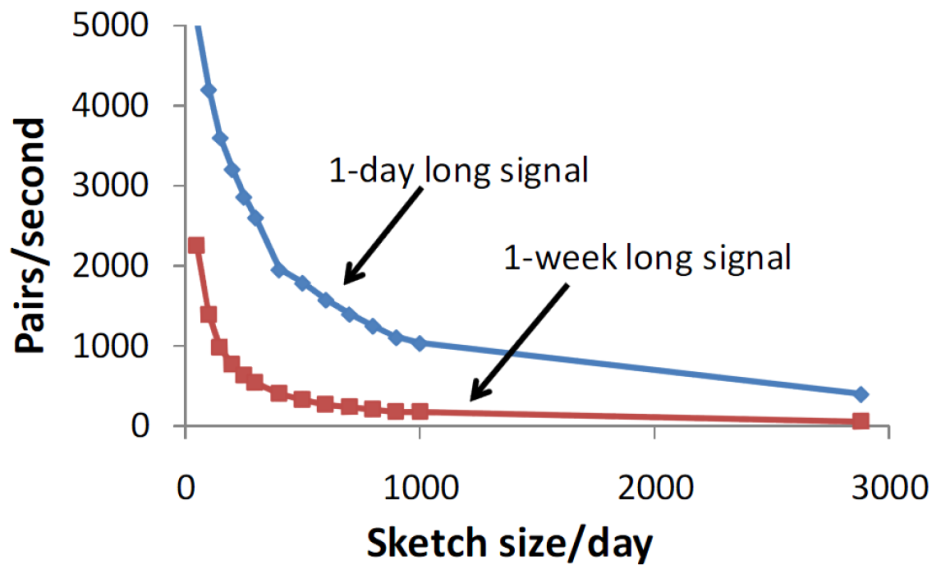 5000
4000
3000
2000
1000
0
Pairs/second
1-day long signal
1-week long signal
0 1000 2000 3000
Sketch size/day